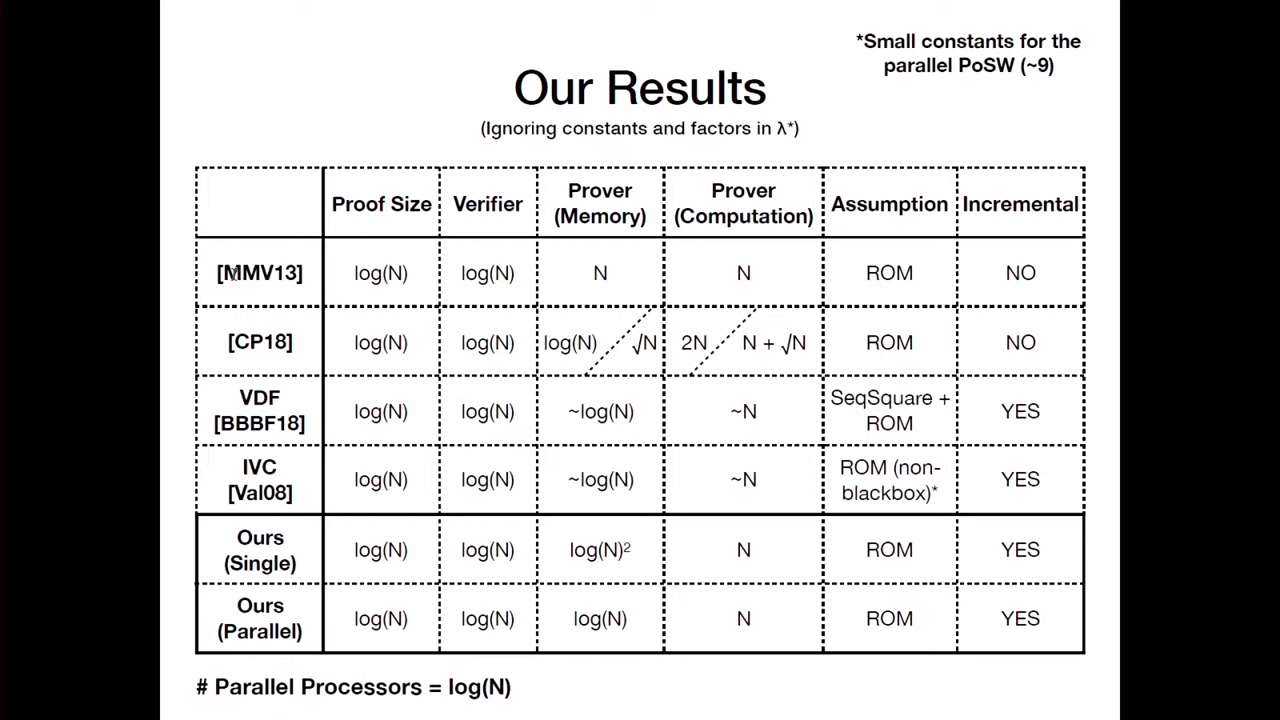 *Small constants for the
parallel PoSW (~9)
Our Results
(Ignoring constants and factors in λ*)
Proof Size Verifier Prover (Memory) Prover (Computation) Assumption Incremental
[MMV13] log(N) log(N) N N ROM NO
[CP18] log(N) log(N) log(N) √N 2N N + √N ROM NO
VDF [BBBF18] log(N) log(N) ~log(N) ~N SeqSquare + ROM YES
IVC [Val08] log(N) log(N) ~log(N) ~N ROM (non-blackbox)* YES
Ours (Single) log(N) log(N) log(N)² N ROM YES
Ours (Parallel) log(N) log(N) log(N) N ROM YES
# Parallel Processors = log(N)